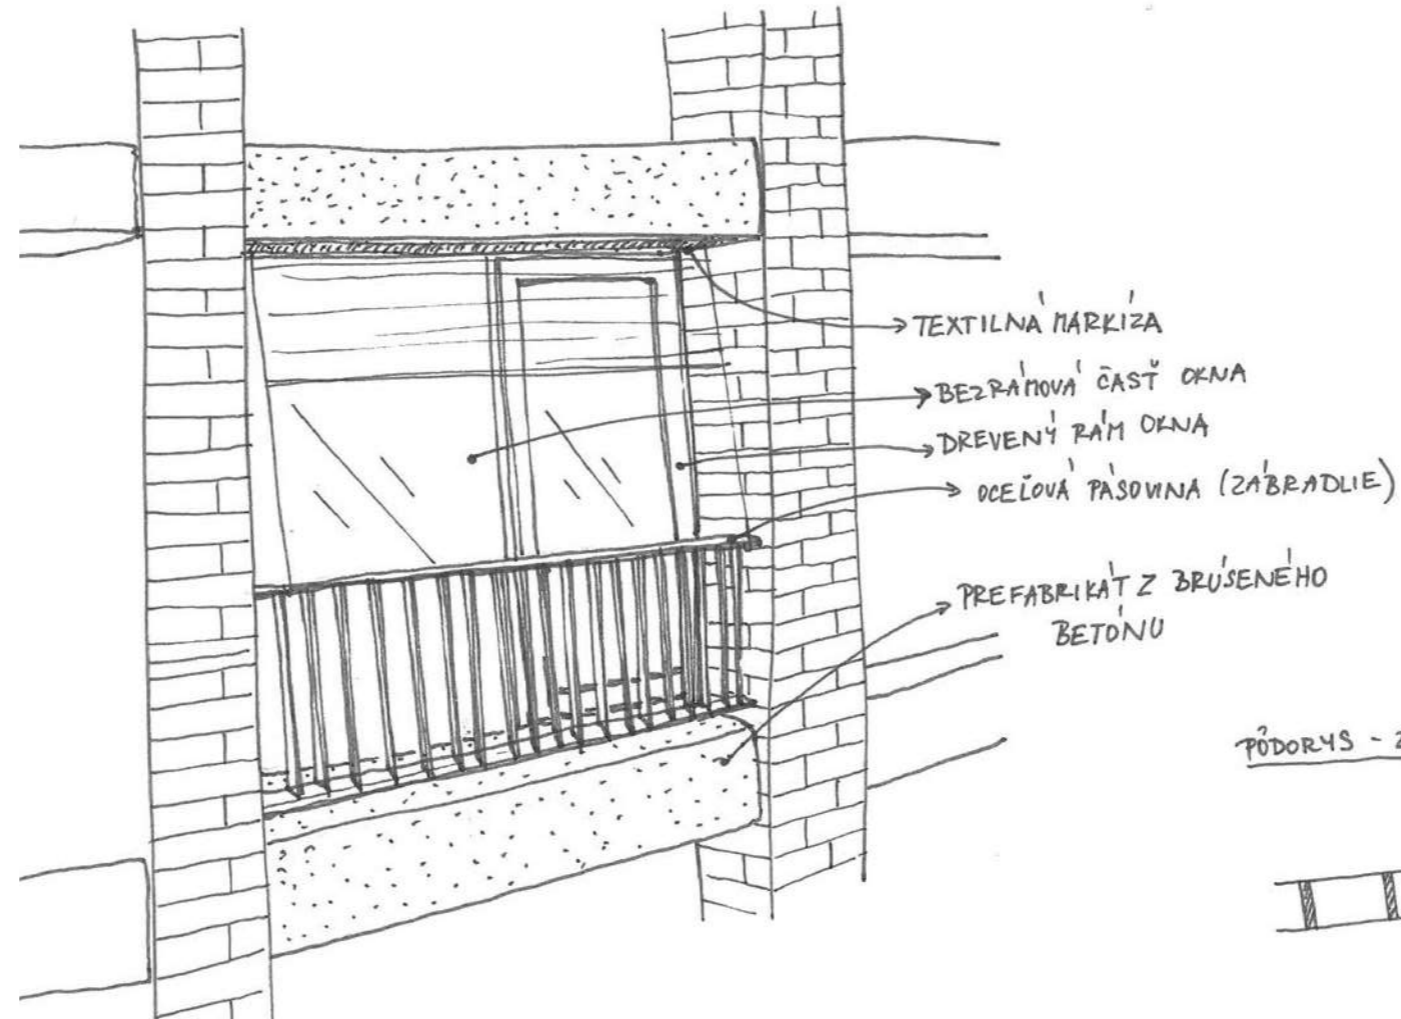 TEXTILNÁ MARKÍZA
BEZRÁMOVÁ ČASŤ OKNA
DREVENÝ RÁM OKNA
OCEĽOVÁ PÁSOVINA (ZÁBRADLIE)
PREFABRIKÁT Z BRÚSENÉHO
BETÓNU
PÔDORYS -